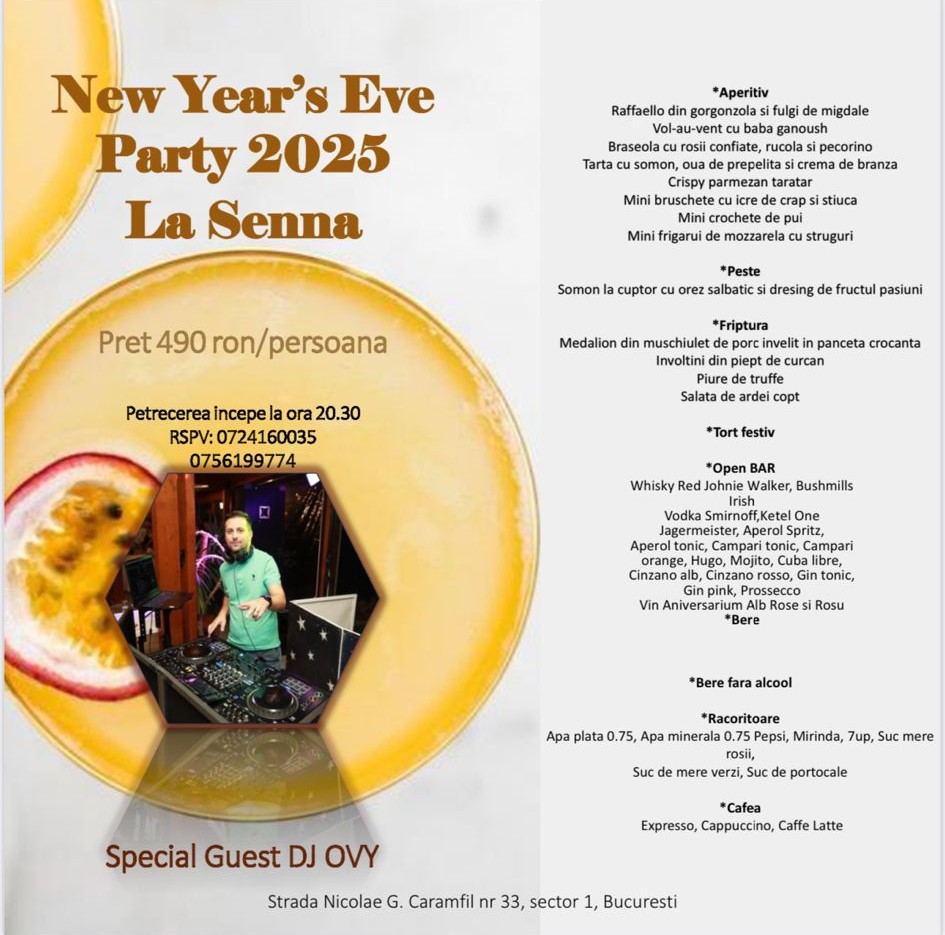 New Year's Eve
Party 2025
La Senna
Pret 490 ron/persoana
Petrecerea incepe la ora 20.30
RSPV: 0724160035
0756199774
Special Guest DJ OVY
*Aperitiv
Raffaello din gorgonzola si fulgi de migdale
Vol-au-vent cu baba ganoush
Braseola cu rosii confiate, rucola si pecorino
Tarta cu somon, oua de prepelita si crema de branza
Crispy parmezan taratar
Mini bruschete cu icre de crap si stiuca
Mini crochete de pui
Mini frigarui de mozzarela cu struguri
*Peste
Somon la cuptor cu orez salbatic si dresing de fructul pasiuni
*Friptura
Medalion din muschiulet de porc invelit in panceta crocanta
Involtini din piept de curcan
Piure de truffe
Salata de ardei copt
*Tort festiv
*Open BAR
Whisky Red Johnie Walker, Bushmills
Irish
Vodka Smirnoff,Ketel One
Jagermeister, Aperol Spritz,
Aperol tonic, Campari tonic, Campari
orange, Hugo, Mojito, Cuba libre,
Cinzano alb, Cinzano rosso, Gin tonic,
Gin pink, Prossecco
Vin Aniversarium Alb Rose si Rosu
*Bere
*Bere fara alcool
*Racoritoare
Apa plata 0.75, Apa minerala 0.75 Pepsi, Mirinda, 7up, Suc mere
rosii,
Suc de mere verzi, Suc de portocale
*Cafea
Expresso, Cappuccino, Caffe Latte
Strada Nicolae G. Caramfil nr 33, sector 1, Bucuresti